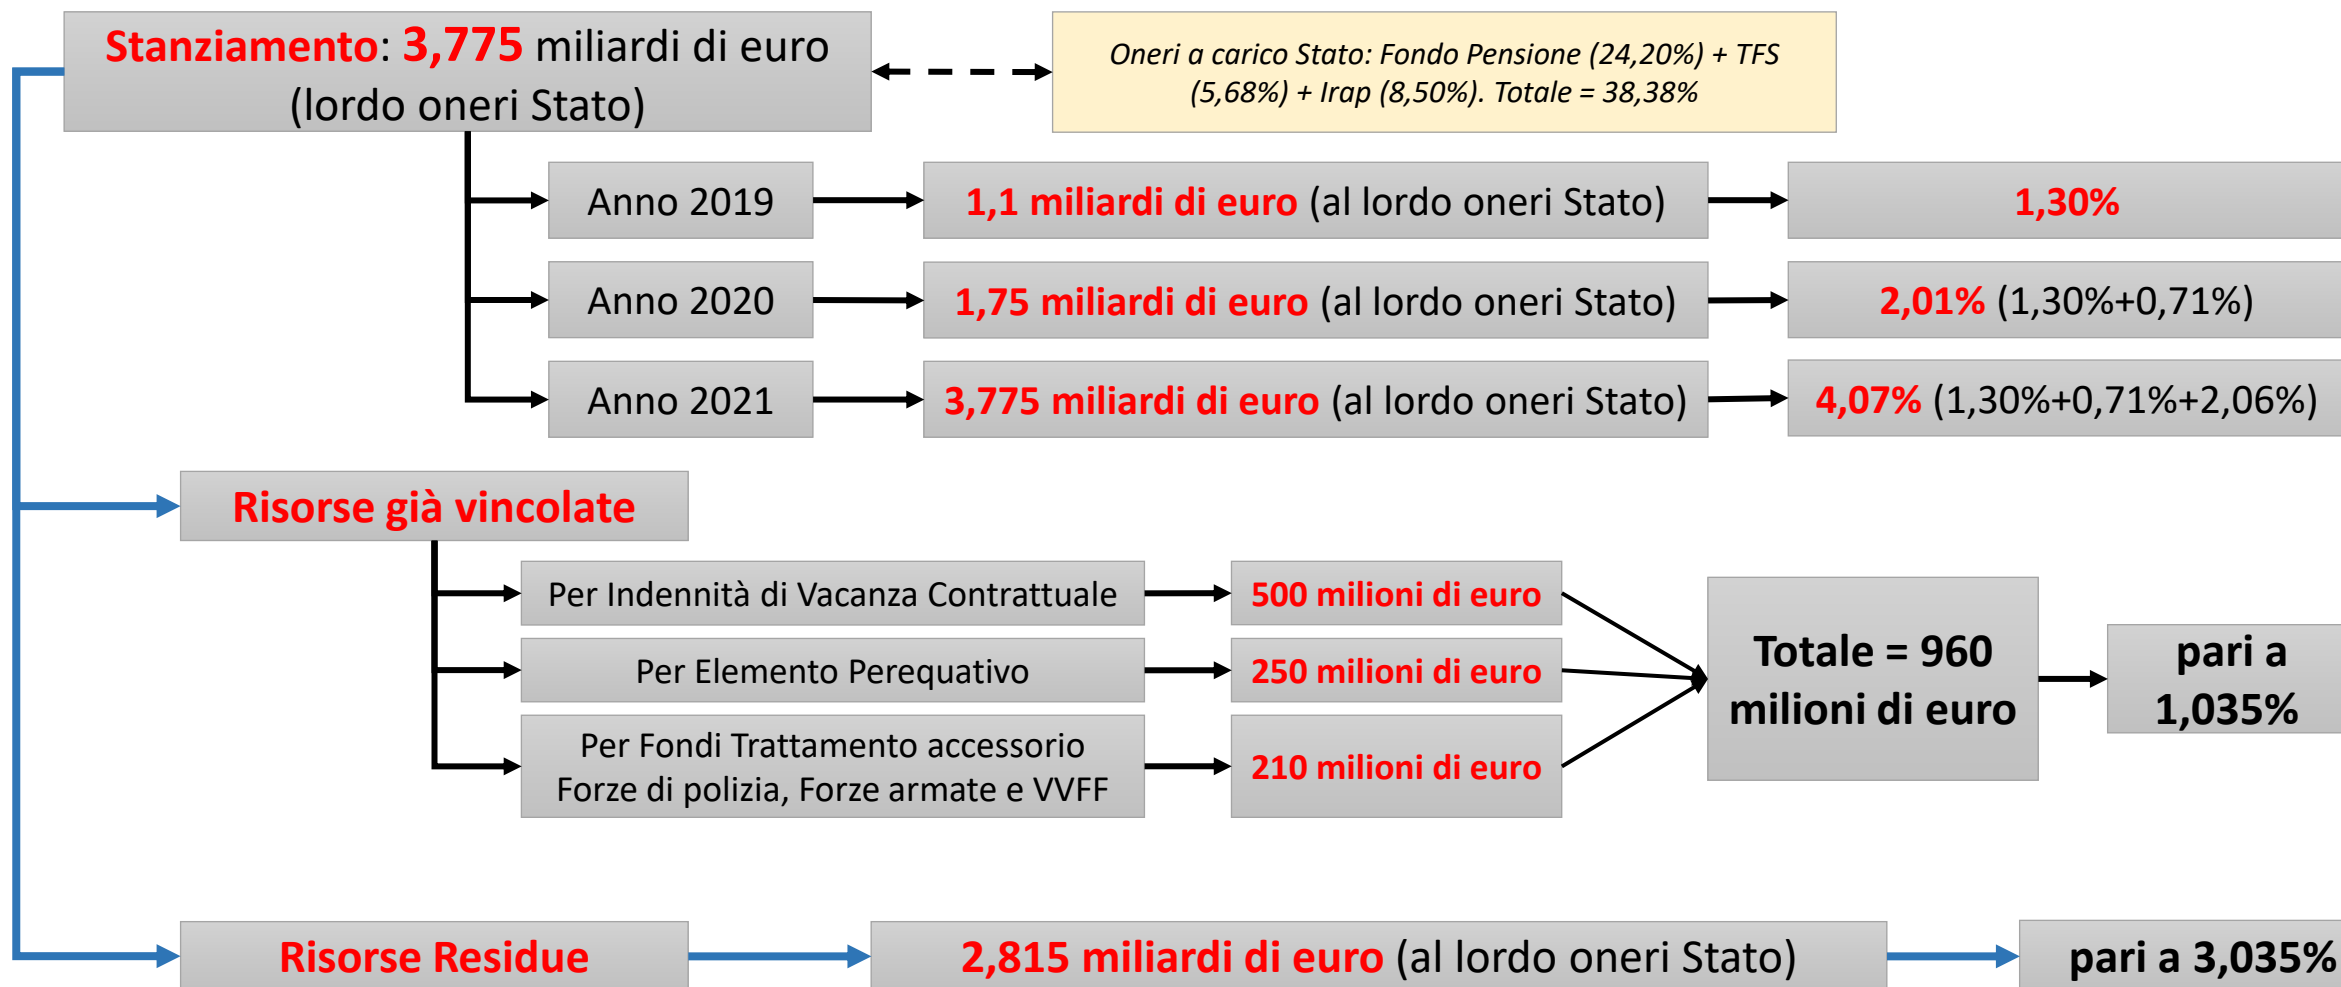 Stanziamento: 3,775 miliardi di euro
(lordo oneri Stato)
Oneri a carico Stato: Fondo Pensione (24,20%) + TFS
(5,68%) + Irap (8,50%). Totale = 38,38%
Anno 2019
1,1 miliardi di euro (al lordo oneri Stato)
1,30%
Anno 2020
1,75 miliardi di euro (al lordo oneri Stato)
2,01% (1,30%+0,71%)
Anno 2021
3,775 miliardi di euro (al lordo oneri Stato)
4,07% (1,30%+0,71%+2,06%)
Risorse già vincolate
Per Indennità di Vacanza Contrattuale
500 milioni di euro
Per Elemento Perequativo
250 milioni di euro
Per Fondi Trattamento accessorio
Forze di polizia, Forze armate e VVFF
210 milioni di euro
Totale = 960
milioni di euro
pari a
1,035%
Risorse Residue
2,815 miliardi di euro (al lordo oneri Stato)
pari a 3,035%